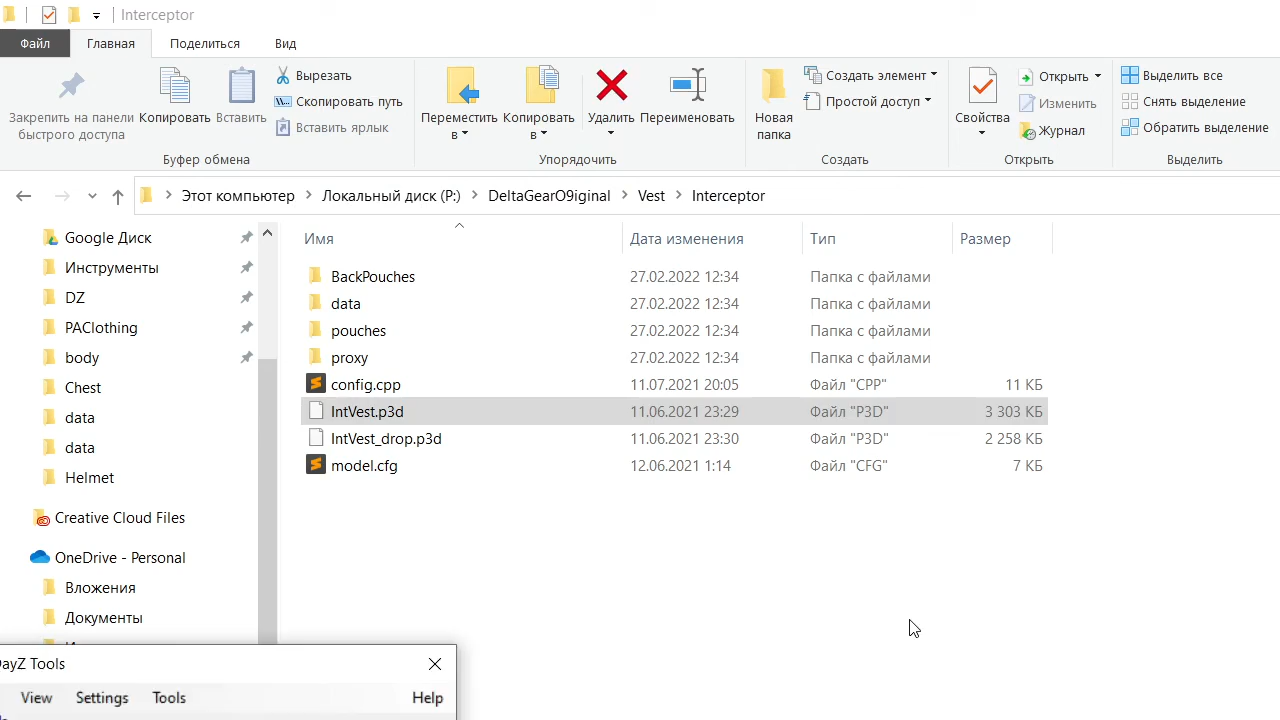 Interceptor
Файл Главная Поделиться Вид
Закрепить на панели быстрого доступа
Копировать
Вставить
Вырезать
Скопировать путь
Вставить ярлык
Буфер обмена
Переместить в
Копировать в
Удалить
Переименовать
Упорядочить
Новая папка
Создать элемент
Простой доступ
Создать
Свойства
Открыть
Изменить
Журнал
Открыть
Выделить все
Снять выделение
Обратить выделение
Выделить
Этот компьютер Локальный диск (P:) DeltaGearO9iginal Vest Interceptor
Google Диск
Инструменты
DZ
PAClothing
body
Chest
data
data
Helmet
Creative Cloud Files
OneDrive - Personal
Вложения
Документы
Имя Дата изменения Тип Размер
BackPouches 27.02.2022 12:34 Папка с файлами
data 27.02.2022 12:34 Папка с файлами
pouches 27.02.2022 12:34 Папка с файлами
proxy 27.02.2022 12:34 Папка с файлами
config.cpp 11.07.2021 20:05 Файл "CPP" 11 КБ
IntVest.p3d 11.06.2021 23:29 Файл "P3D" 3 303 КБ
IntVest_drop.p3d 11.06.2021 23:30 Файл "P3D" 2 258 КБ
model.cfg 12.06.2021 1:14 Файл "CFG" 7 КБ
ayZ Tools
View Settings Tools Help